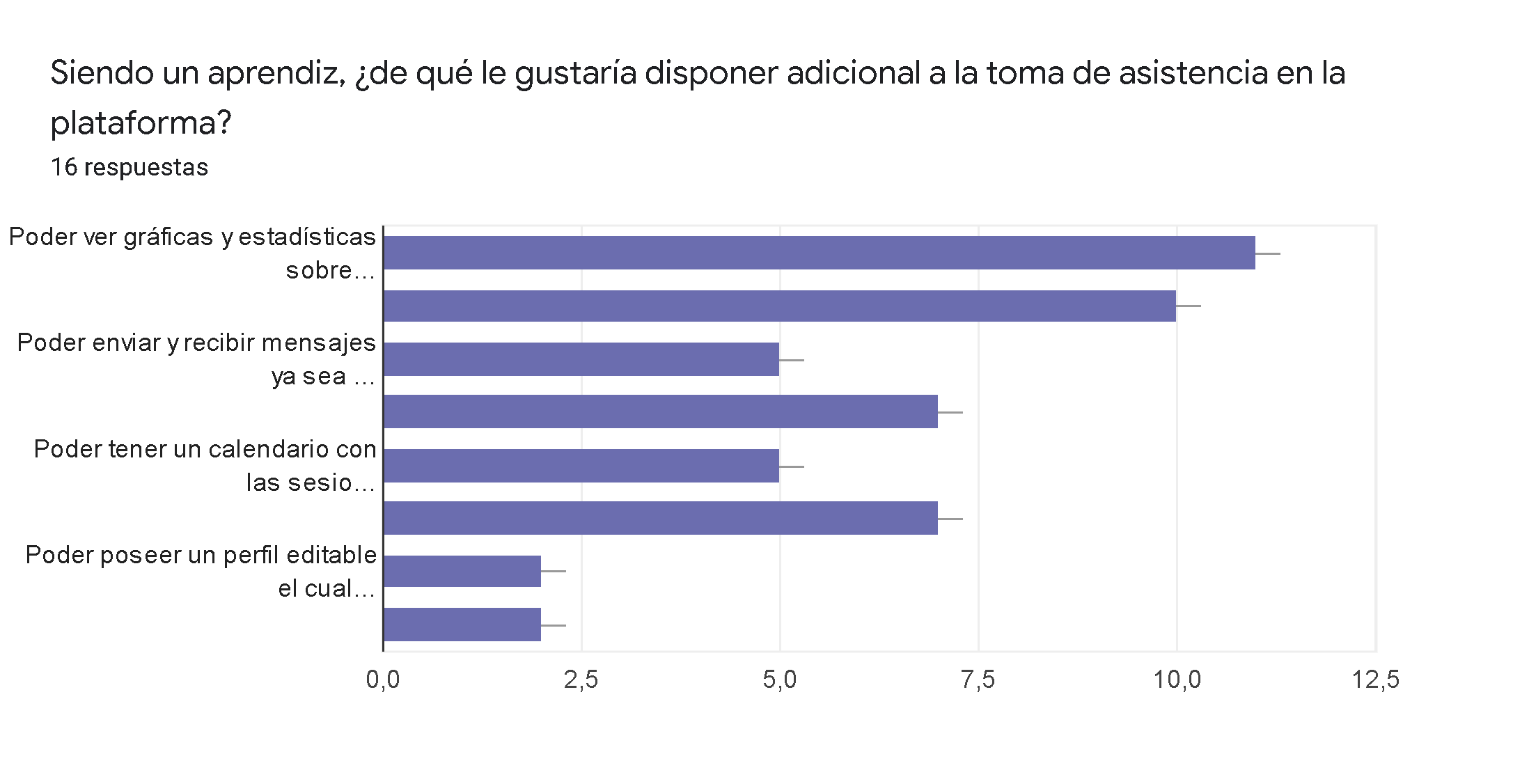 Siendo un aprendiz, ¿de qué le gustaría disponer adicional a la toma de asistencia en la
plataforma?
16 respuestas
Poder ver gráficas y estadísticas
sobre...
Poder enviar y recibir mensajes
ya sea ...
Poder tener un calendario con
las sesio...
Poder poseer un perfil editable
el cual...
0,0 2,5 5,0 7,5 10,0 12,5